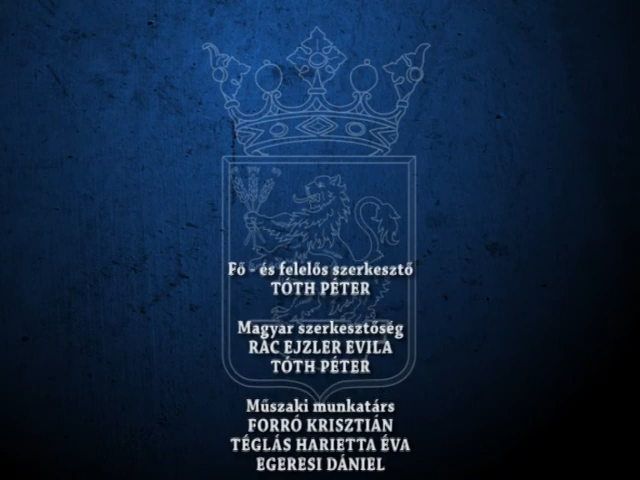 Fő - és felelős szerkesztő
TÓTH PÉTER
Magyar szerkesztőség
RÁC EJZLER EVILA
TÓTH PÉTER
Műszaki munkatárs
FORRÓ KRISZTIÁN
TÉGLÁS HARIETTA ÉVA
EGERESI DÁNIEL